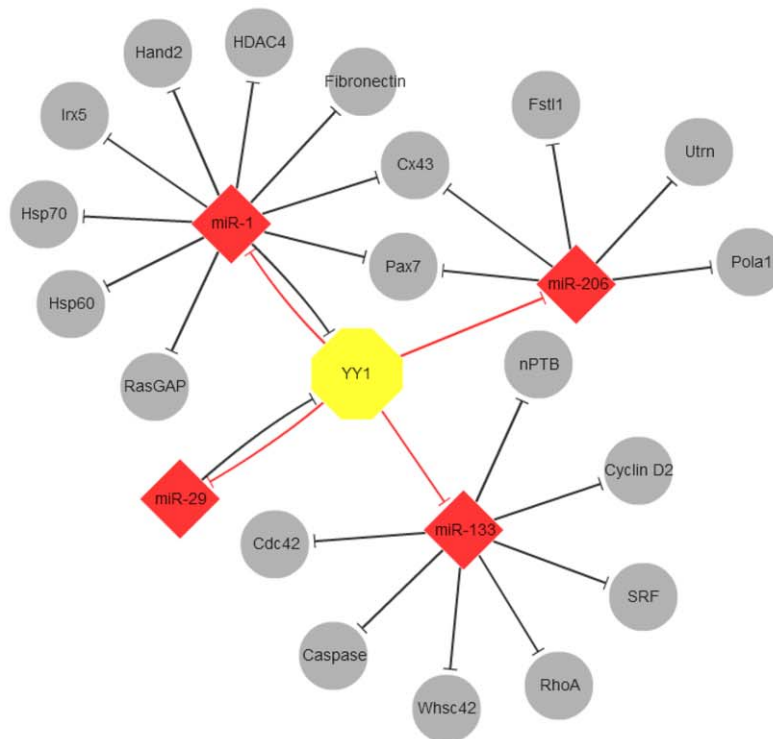 HDAC4
Hand2
Fibronectin
Irx5
Fstl1
Utrn
Cx43
Hsp70
miR-1
Pax7
Pola1
miR-206
Hsp60
RasGAP
YY1
nPTB
Cyclin D2
miR-29
miR-133
Cdc42
SRF
Caspase
RhoA
Whsc42